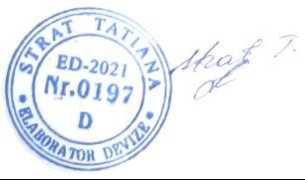 STRAT TATIANA
ED-2021
Nr.0197
D
ELABORATOR DEVIZE
Strat T.